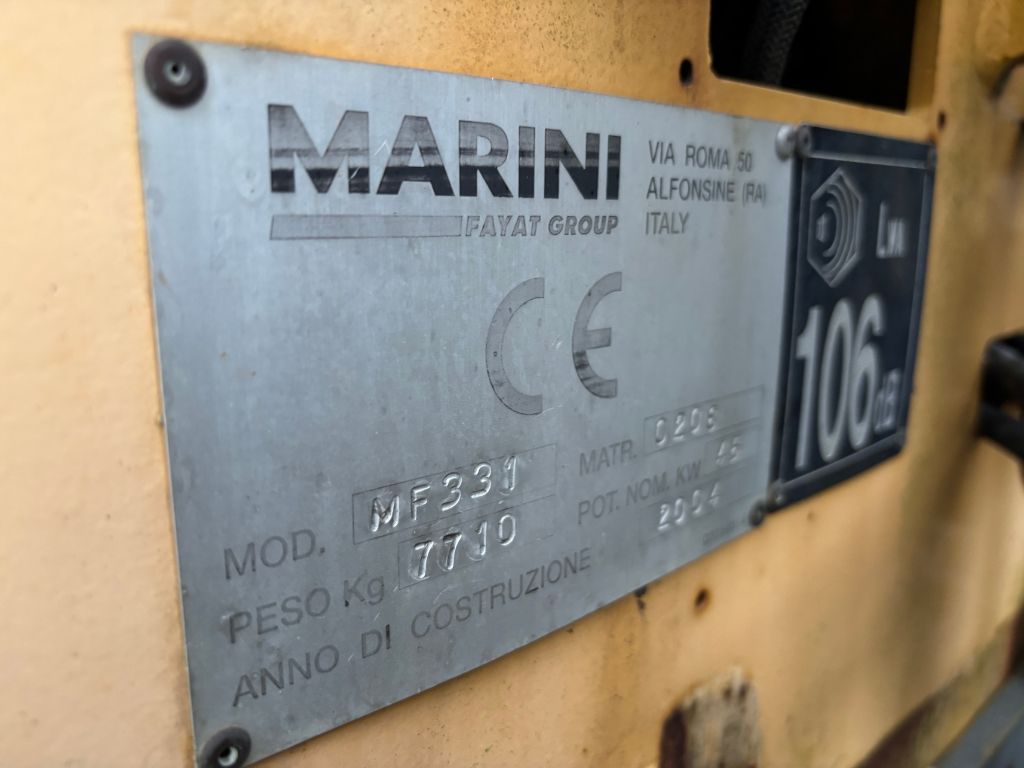 MARINI
FAYAT GROUP
VIA ROMA 50
ALFONSINE (RA)
ITALY
CE
MOD. MF331
MATR. C208
PESO Kg 7710
POT. NOM. KW 45
ANNO DI COSTRUZIONE 2004
LWA
106 dB